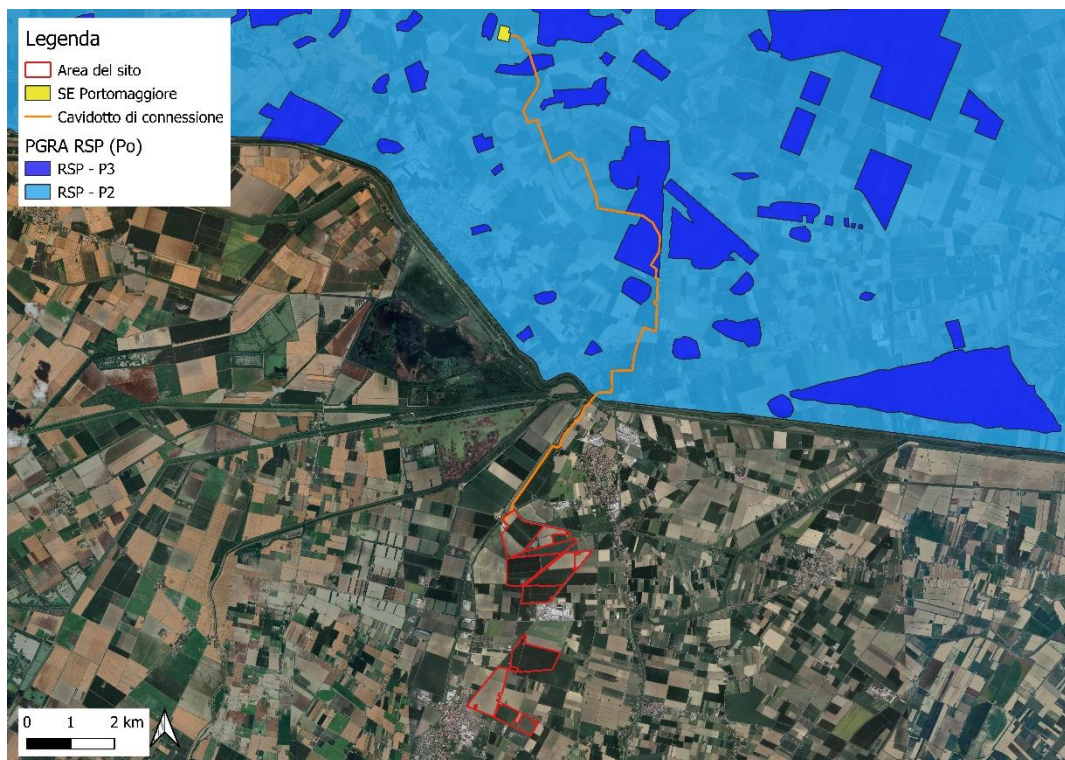 Legenda
Area del sito
SE Portomaggiore
Cavidotto di connessione
PGRA RSP (Po)
RSP - P3
RSP - P2
0 1 2 km